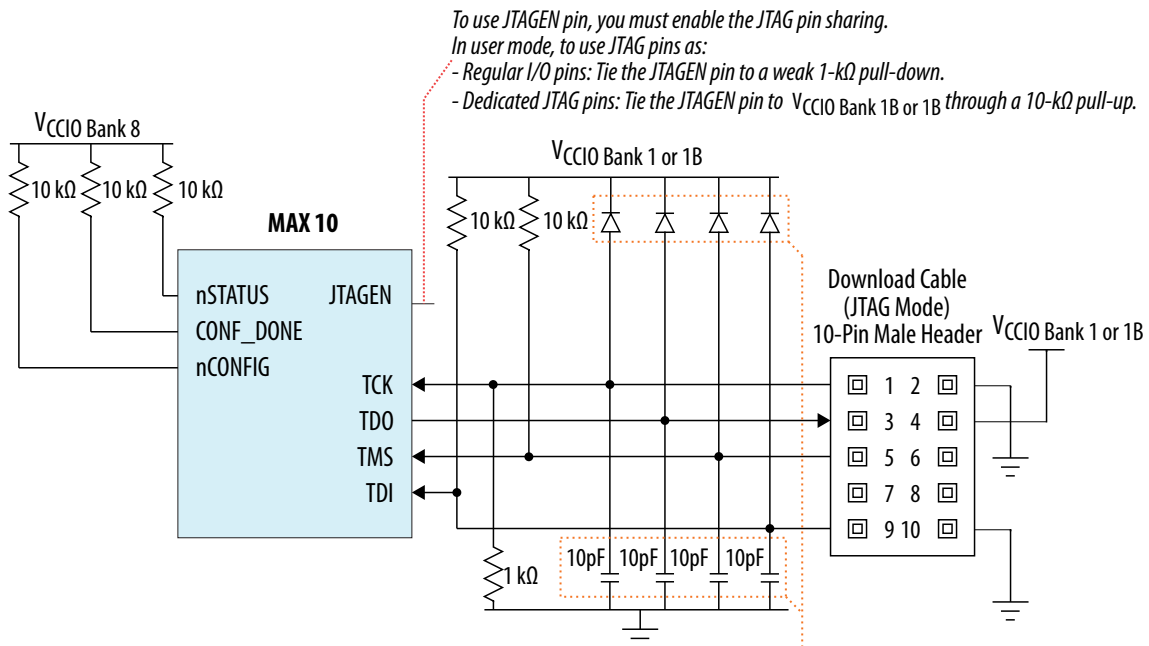 To use JTAGEN pin, you must enable the JTAG pin sharing.
In user mode, to use JTAG pins as:
- Regular I/O pins: Tie the JTAGEN pin to a weak 1-kΩ pull-down.
- Dedicated JTAG pins: Tie the JTAGEN pin to VCCIO Bank 1B or 1B through a 10-kΩ pull-up.
VCCIO Bank 8
10 kΩ 10 kΩ 10 kΩ
VCCIO Bank 1 or 1B
10 kΩ 10 kΩ
MAX 10
nSTATUS JTAGEN
CONF_DONE
nCONFIG
TCK
TDO
TMS
TDI
Download Cable
(JTAG Mode)
10-Pin Male Header
VCCIO Bank 1 or 1B
1 2
3 4
5 6
7 8
9 10
10pF 10pF 10pF 10pF
1 kΩ